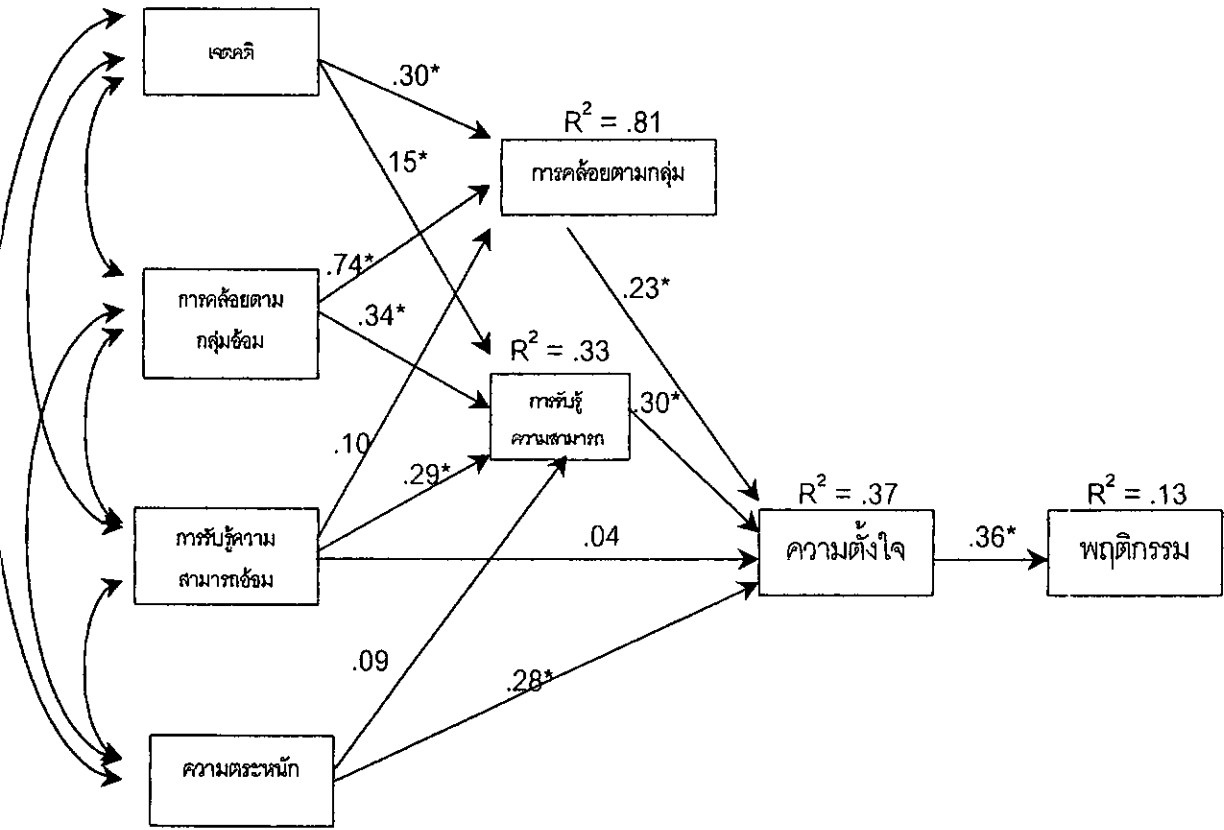 เจตคติ
.30*
R² = .81
การคล้อยตามกลุ่ม
.15*
การคล้อยตาม
กลุ่มอ้อม
.74*
.34*
.23*
R² = .33
การรับรู้
ความสามารถ
.30*
.10
.29*
การรับรู้ความ
สามารถอ้อม
.04
R² = .37
ความตั้งใจ
.36*
R² = .13
พฤติกรรม
.09
.28*
ความตระหนัก